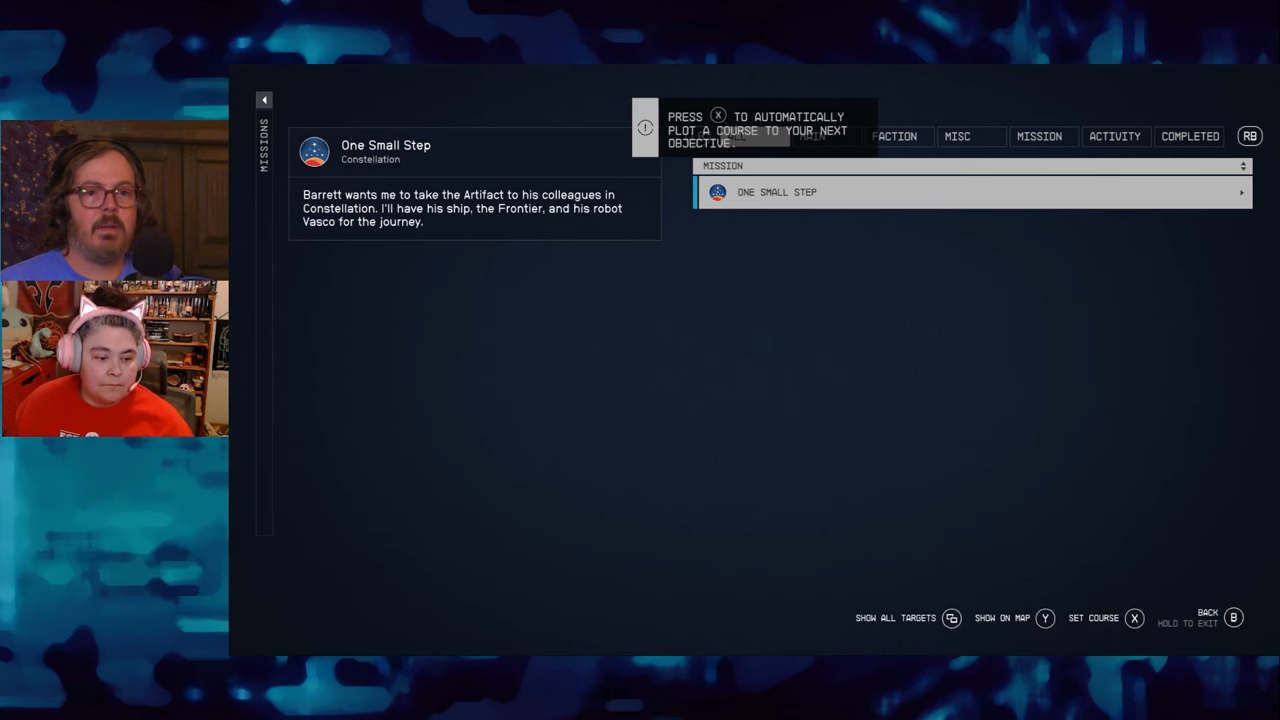 MISSIONS
One Small Step
Constellation
Barrett wants me to take the Artifact to his colleagues in
Constellation. I'll have his ship, the Frontier, and his robot
Vasco for the journey.
PRESS X TO AUTOMATICALLY
PLOT A COURSE TO YOUR NEXT
OBJECTIVE.
MAIN
FACTION
MISC
MISSION
ACTIVITY
COMPLETED
RB
MISSION
ONE SMALL STEP
SHOW ALL TARGETS
SHOW ON MAP Y
SET COURSE X
BACK B
HOLD TO EXIT